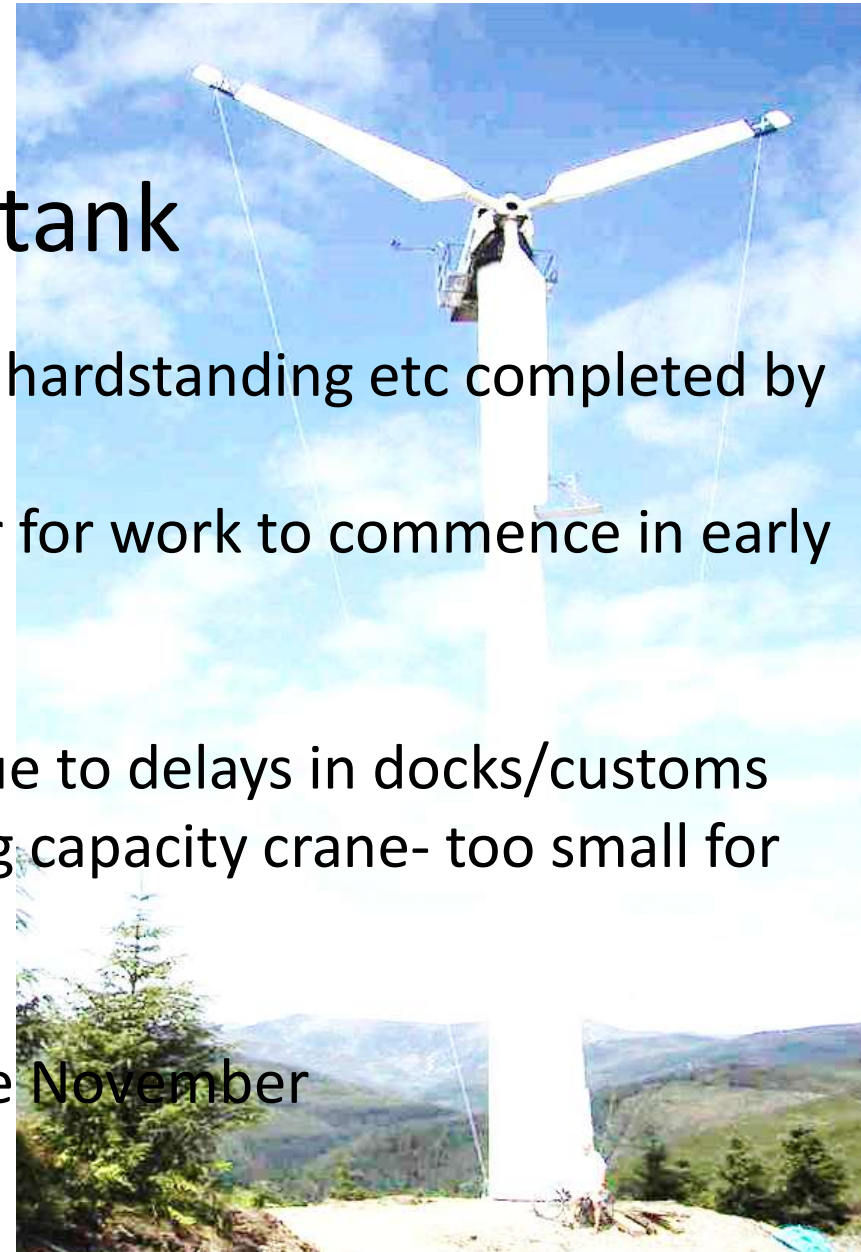 tank
hardstanding etc completed by
for work to commence in early
to delays in docks/customs
capacity crane- too small for
November